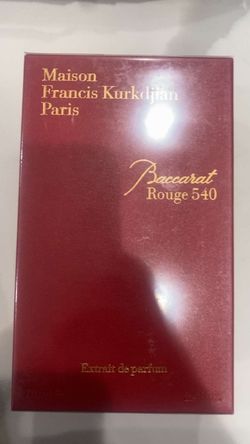 Maison
Francis Kurkdjian
Paris
Baccarat
Rouge 540
Extrait de parfum